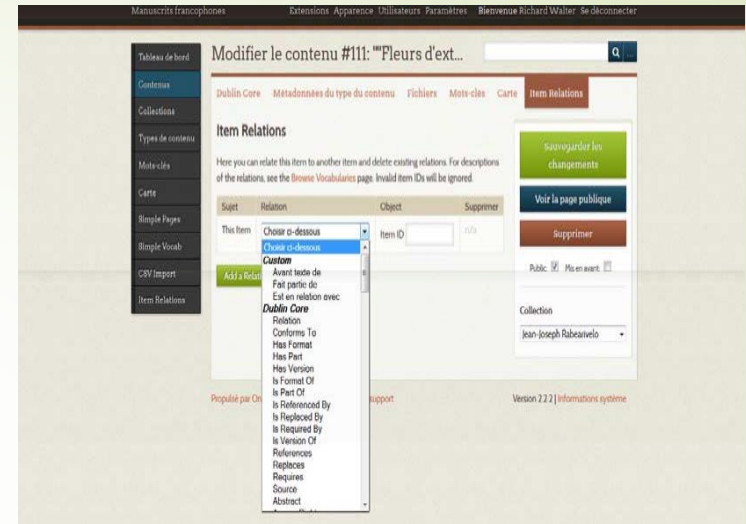 Manuscrits francophones
Extensions Apparence Utilisateurs Paramètres Bienvenue Richard Walter Se déconnecter
Tableau de bord
Contenus
Collections
Types de contenu
Mots-clés
Carte
Simple Pages
Simple Vocab
CSV Import
Item Relations
Modifier le contenu #111: ""Fleurs d'ext...
Dublin Core Métadonnées du type du contenu Fichiers Mots-clés Carte Item Relations
Item Relations
Here you can relate this item to another item and delete existing relations. For descriptions
of the relations, see the Browse Vocabularies page. Invalid item IDs will be ignored.
Sujet Relation Object Supprimer
This Item Choisir ci-dessous Item ID n/a
Choisir ci-dessous
Custom
Avant texte de
Fait partie de
Est en relation avec
Dublin Core
Relation
Conforms To
Has Format
Has Part
Has Version
Is Format Of
Is Part Of
Is Referenced By
Is Replaced By
Is Required By
Is Version Of
References
Replaces
Requires
Source
Abstract
Add a Relat
Sauvegarder les
changements
Voir la page publique
Supprimer
Public: Mis en avant:
Collection
Jean-Joseph Rabearivelo
Propulsé par Om
support
Version 2.2.2 | Informations système